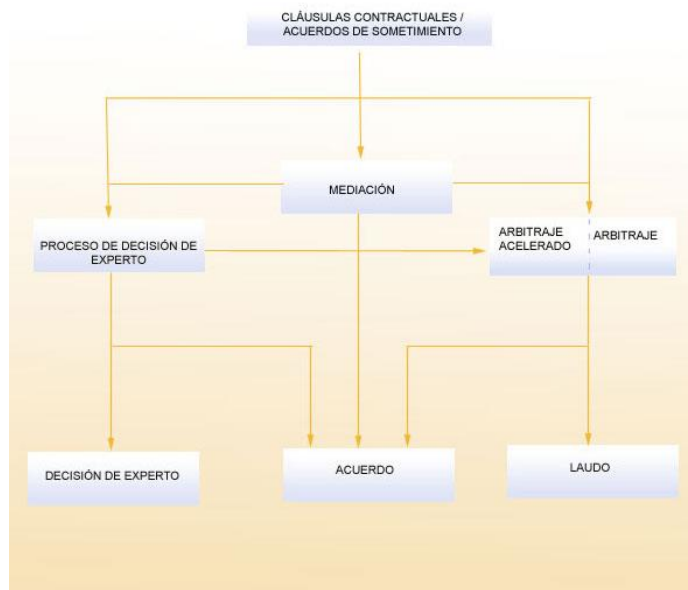 CLÁUSULAS CONTRACTUALES /
ACUERDOS DE SOMETIMIENTO
MEDIACIÓN
PROCESO DE DECISIÓN DE
EXPERTO
ARBITRAJE
ACELERADO
ARBITRAJE
DECISIÓN DE EXPERTO
ACUERDO
LAUDO